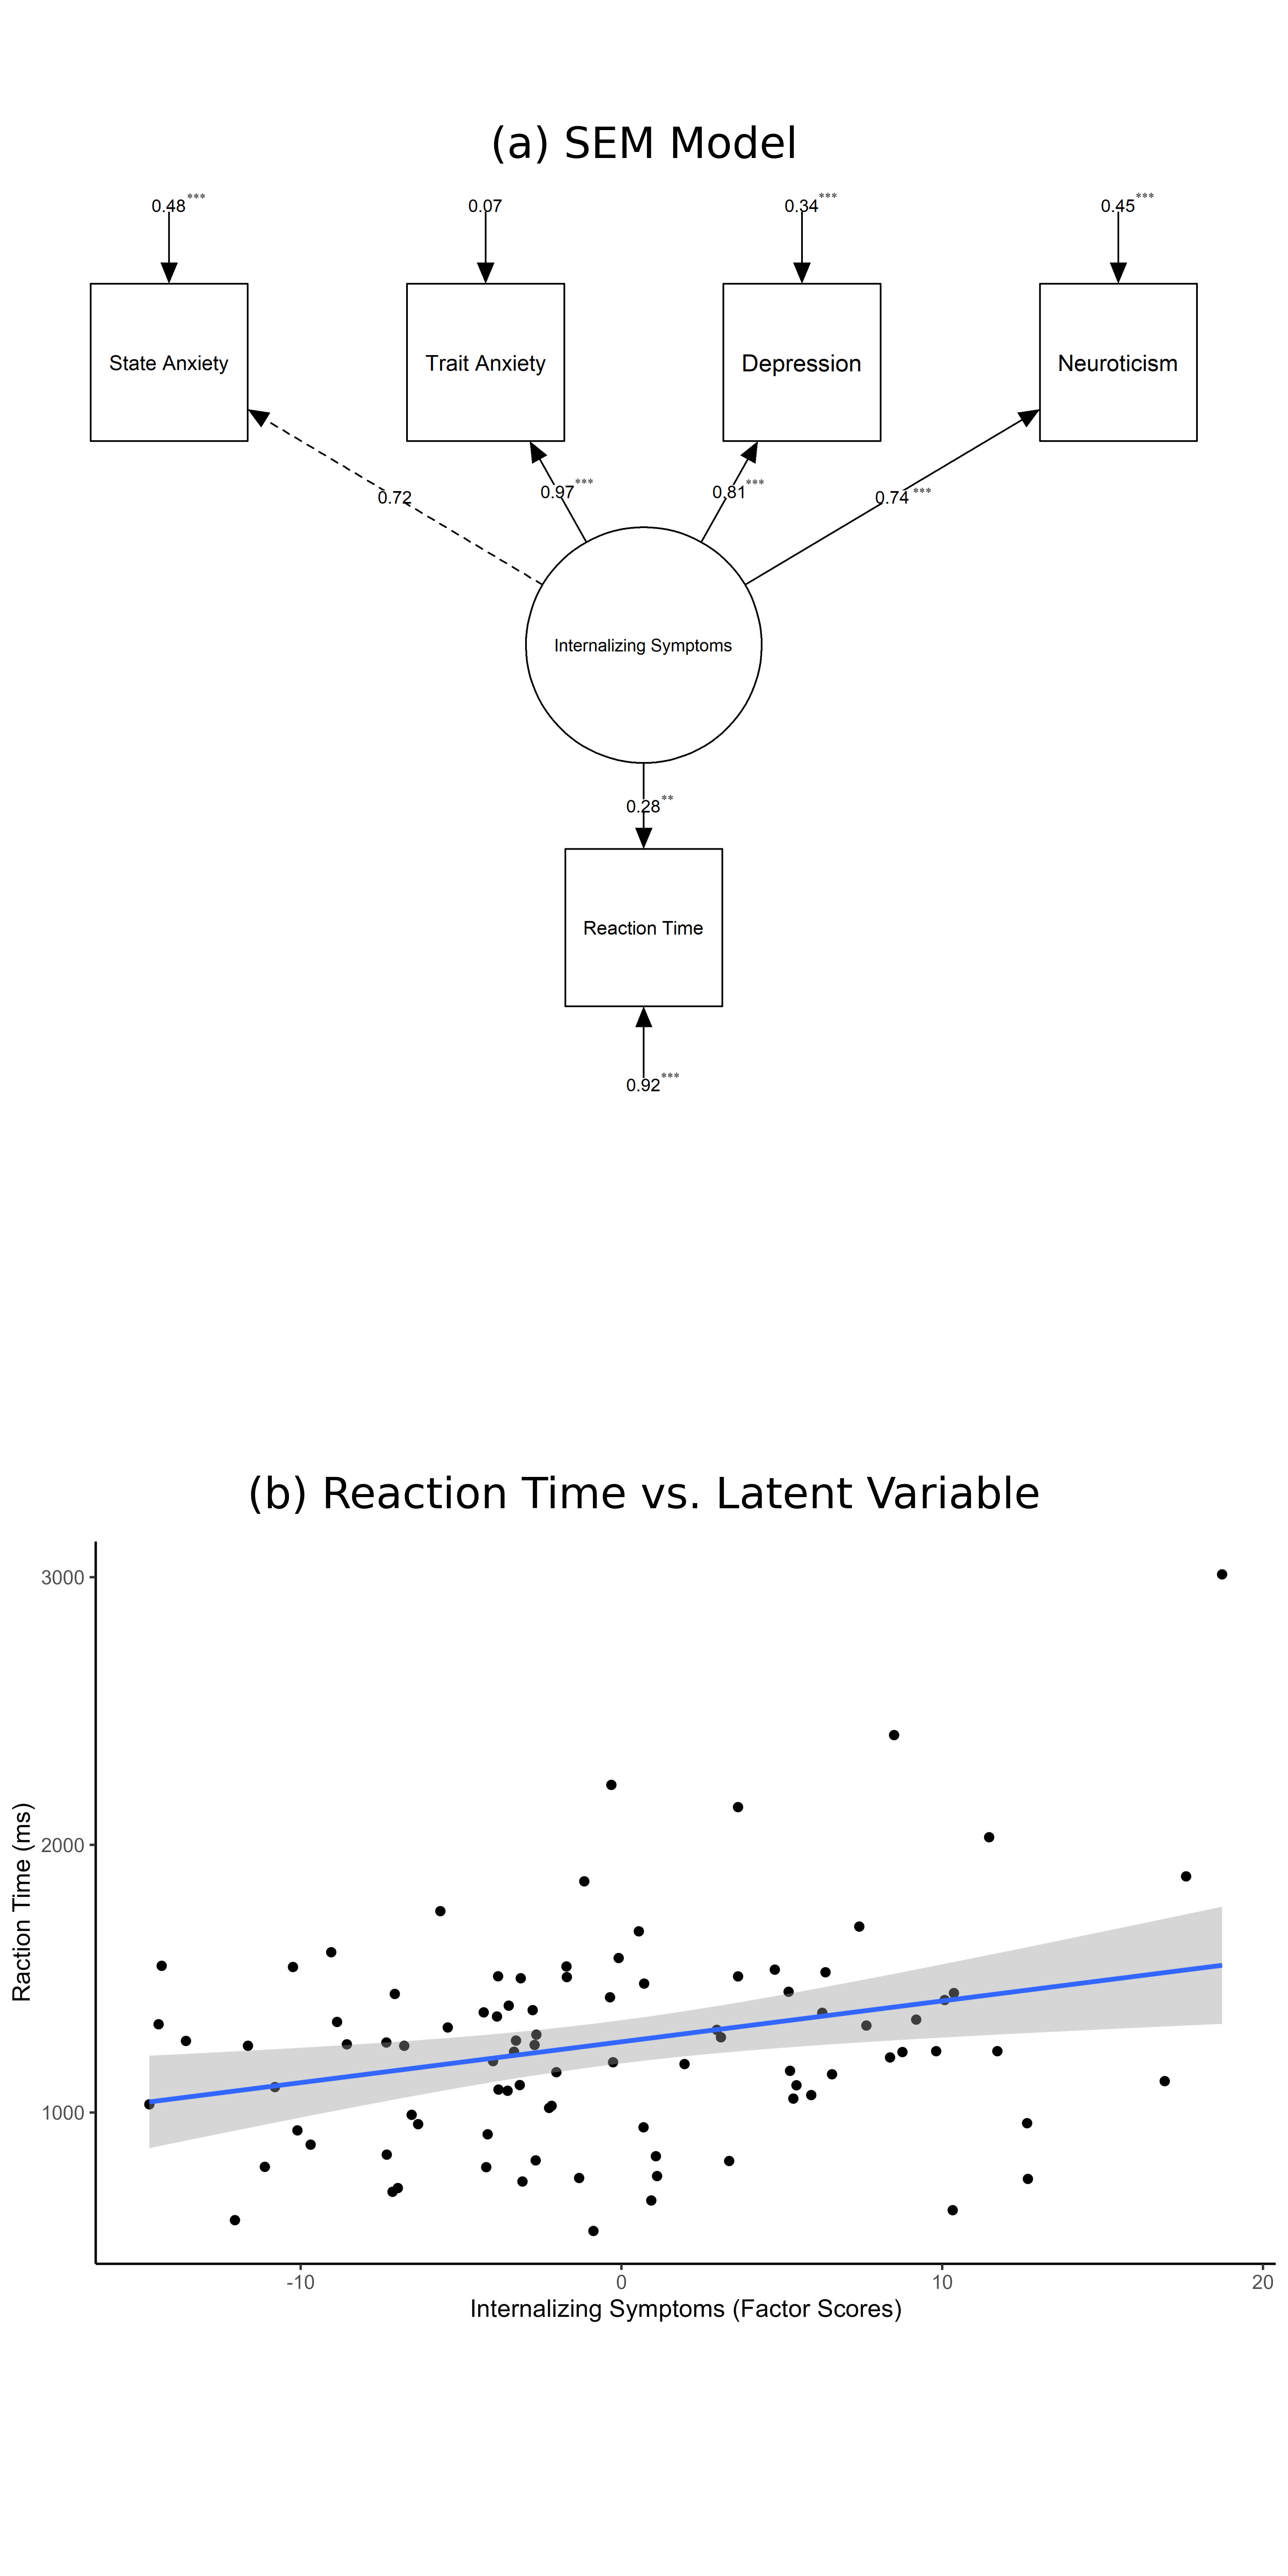 (a) SEM Model
0.48*** 0.07 0.34*** 0.45***
State Anxiety Trait Anxiety Depression Neuroticism
0.72 0.97*** 0.81*** 0.74 ***
Internalizing Symptoms
0.28**
Reaction Time
0.92***
(b) Reaction Time vs. Latent Variable
3000
2000
1000
Raction Time (ms)
-10 0 10 20
Internalizing Symptoms (Factor Scores)